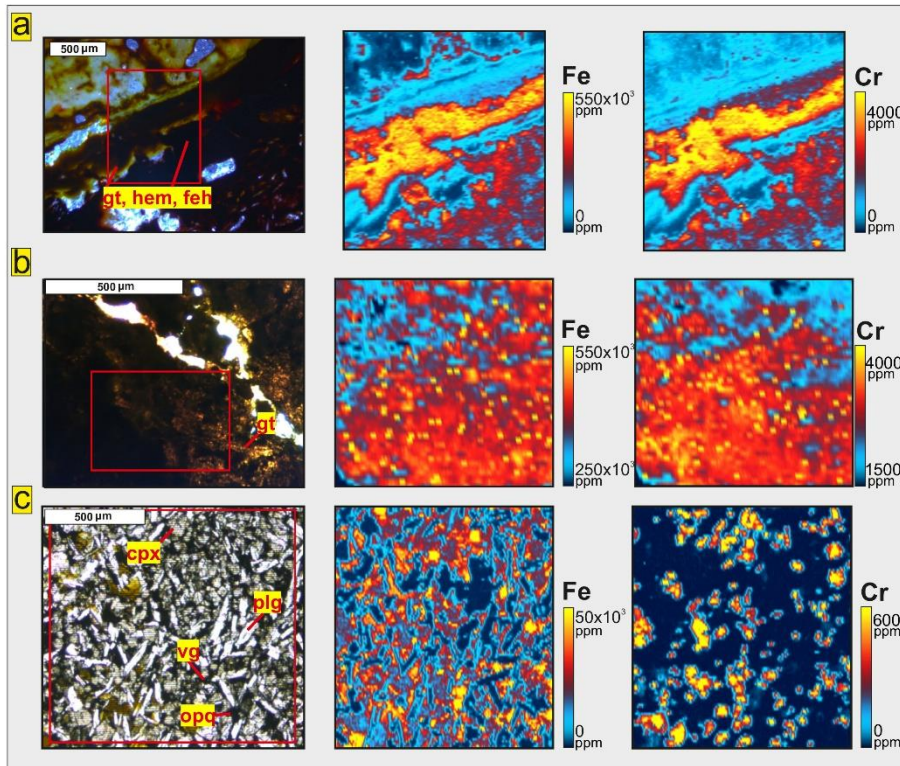 a
500 µm
gt, hem, feh
Fe
550x10³
ppm
0
ppm
Cr
4000
ppm
0
ppm
b
500 µm
gt
Fe
550x10³
ppm
250x10³
ppm
Cr
4000
ppm
1500
ppm
c
500 µm
cpx
plg
vg
opq
Fe
50x10³
ppm
0
ppm
Cr
600
ppm
0
ppm